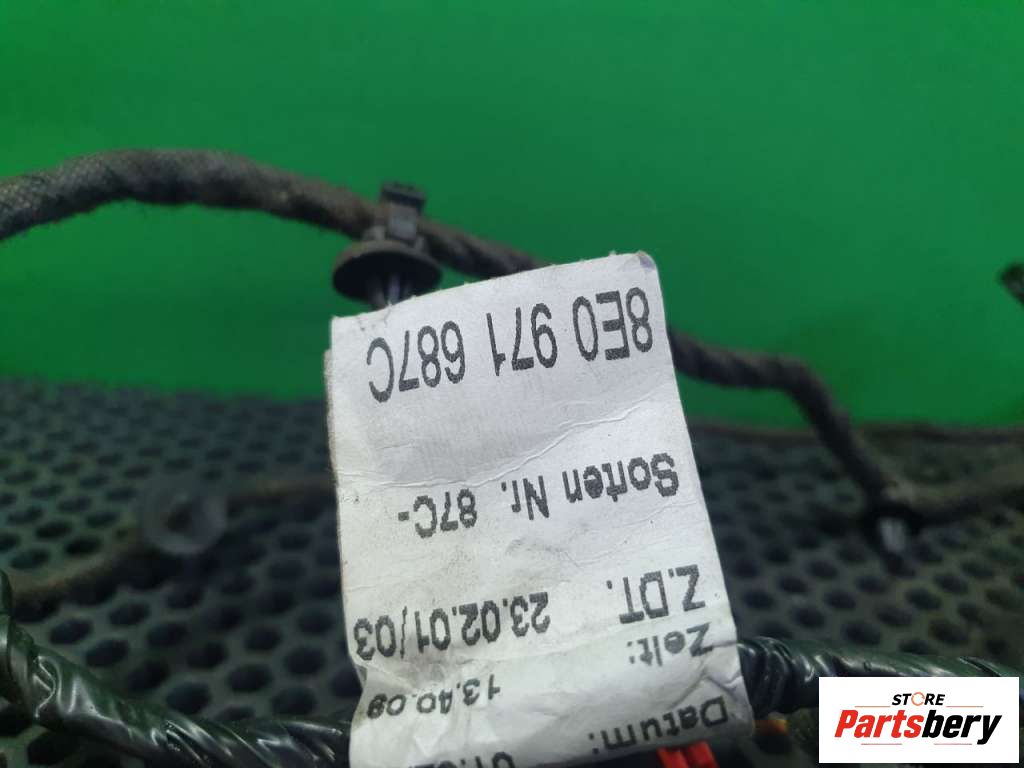 Datum:
Zeit: 13.40.09
Z.DT. 23.02.01/03
Sorten Nr. 87C-
8E0 971 687C
STORE
Partsbery